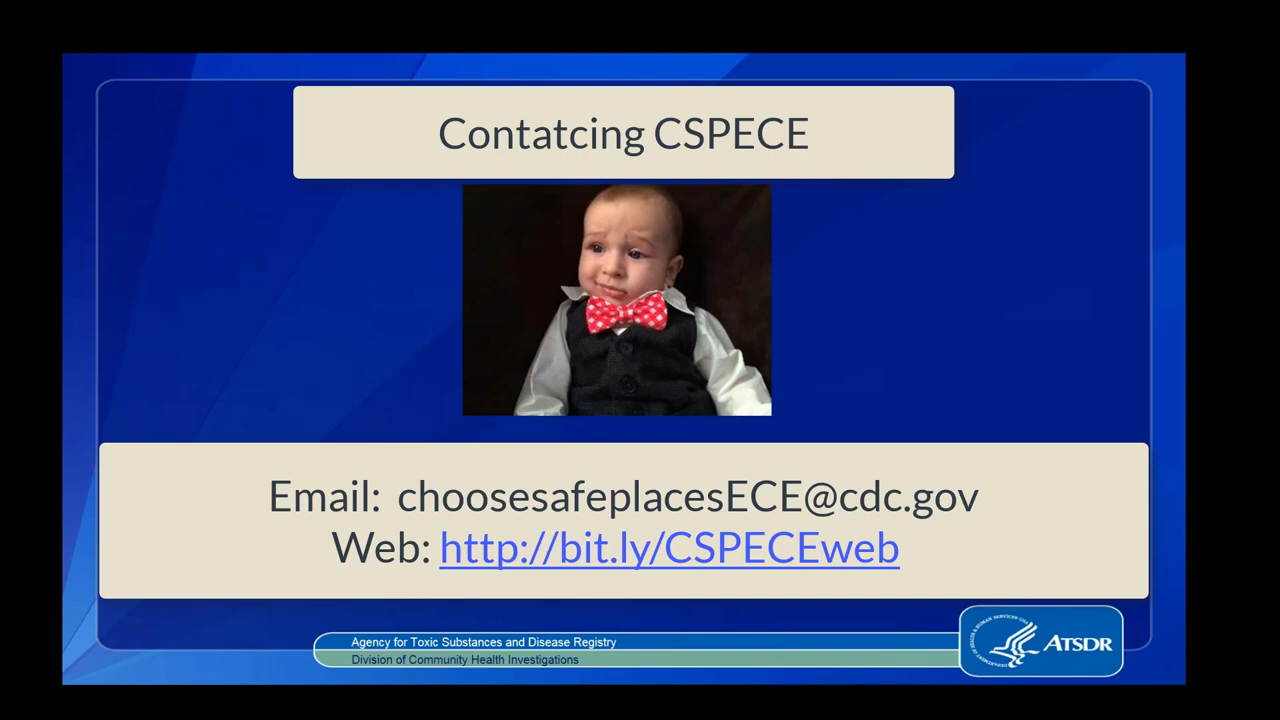 Contatcing CSPECE
Email: choosesafeplacesECE@cdc.gov
Web: http://bit.ly/CSPECEweb
Agency for Toxic Substances and Disease Registry
Division of Community Health Investigations
ATSDR